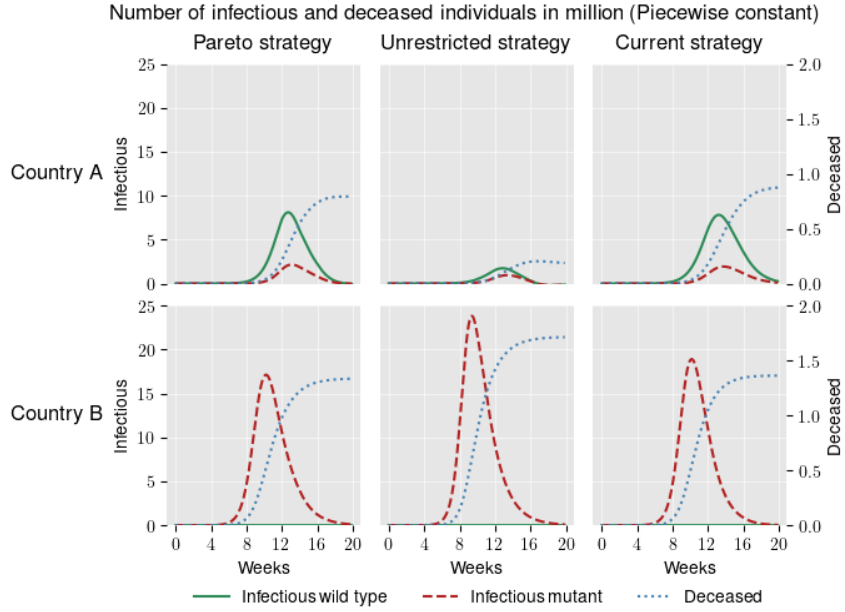 Number of infectious and deceased individuals in million (Piecewise constant)
Pareto strategy
Unrestricted strategy
Current strategy
Country A
Infectious
25
20
15
10
5
0
2.0
1.5
1.0
0.5
0.0
Deceased
Country B
Infectious
25
20
15
10
5
0
2.0
1.5
1.0
0.5
0.0
Deceased
0 4 8 12 16 20
0 4 8 12 16 20
0 4 8 12 16 20
Weeks
Weeks
Weeks
Infectious wild type
Infectious mutant
Deceased